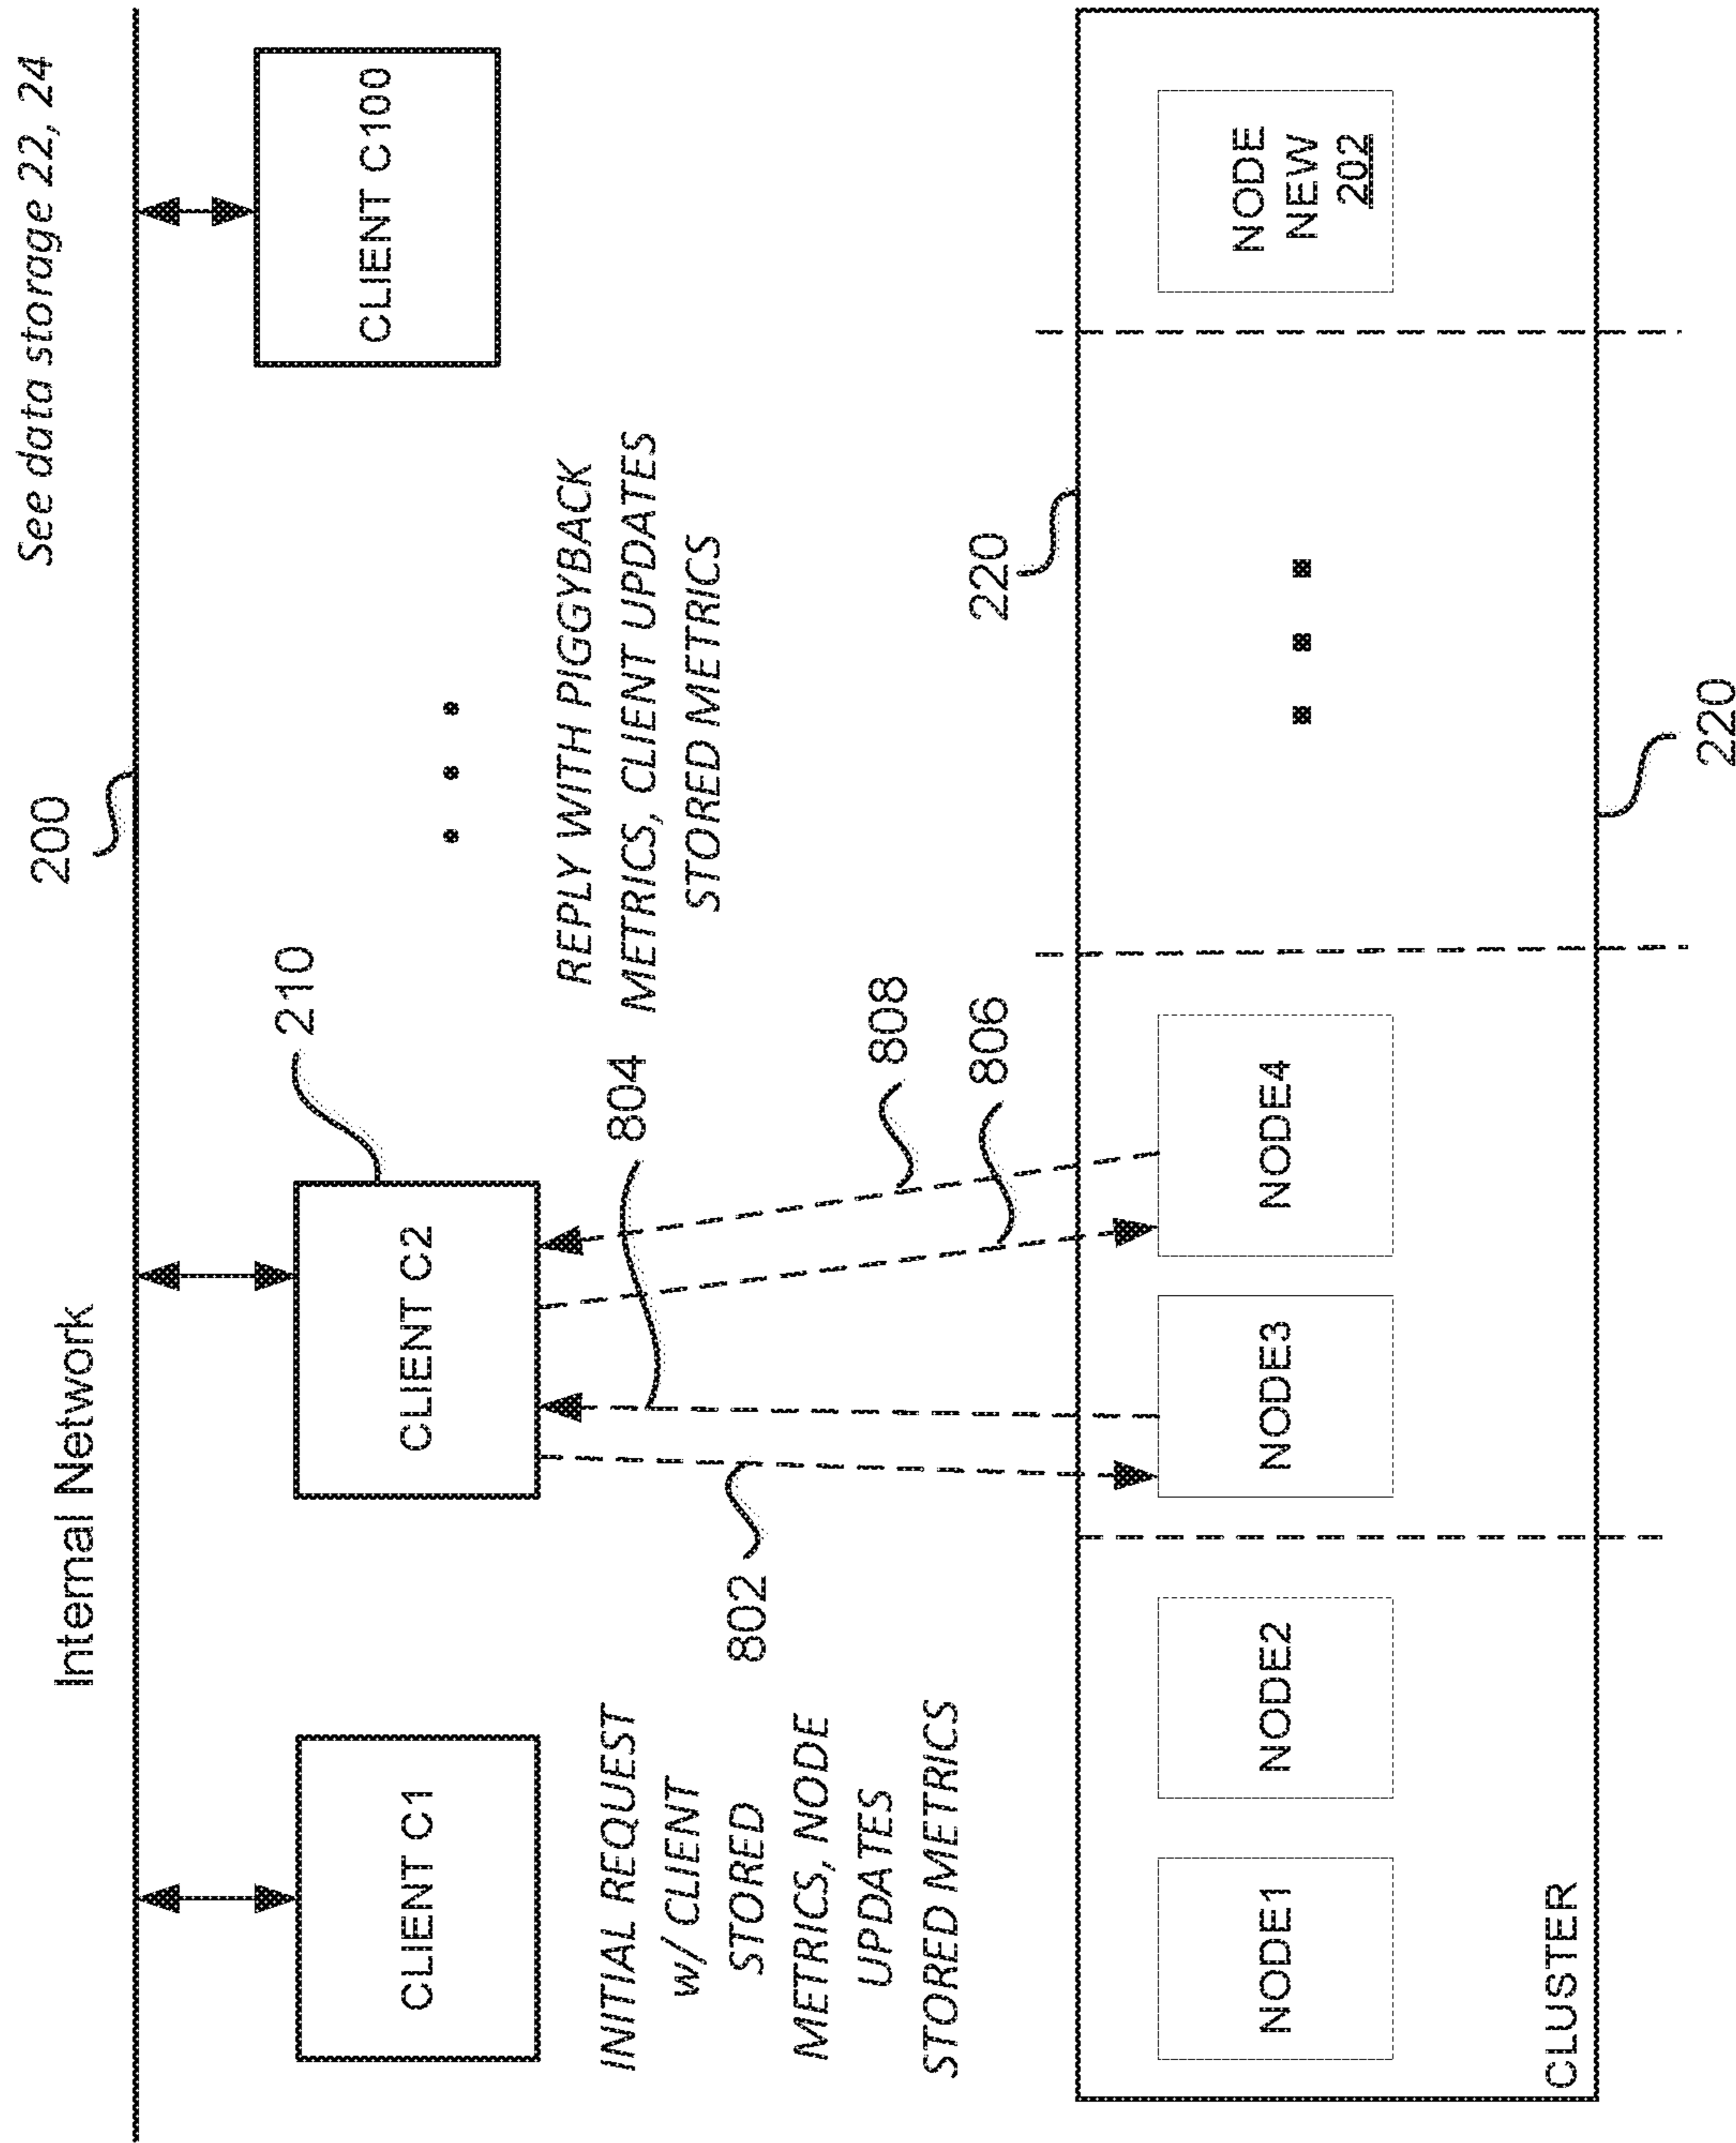 See data storage 22, 24
Internal Network
200
CLIENT C1
CLIENT C2
210
CLIENT C100
INITIAL REQUEST
w/ CLIENT
STORED
METRICS, NODE
UPDATES
STORED METRICS
802
804
REPLY WITH PIGGYBACK
METRICS, CLIENT UPDATES
STORED METRICS
808
806
220
NODE1
NODE2
NODE3
NODE4
NODE
NEW
202
CLUSTER
220